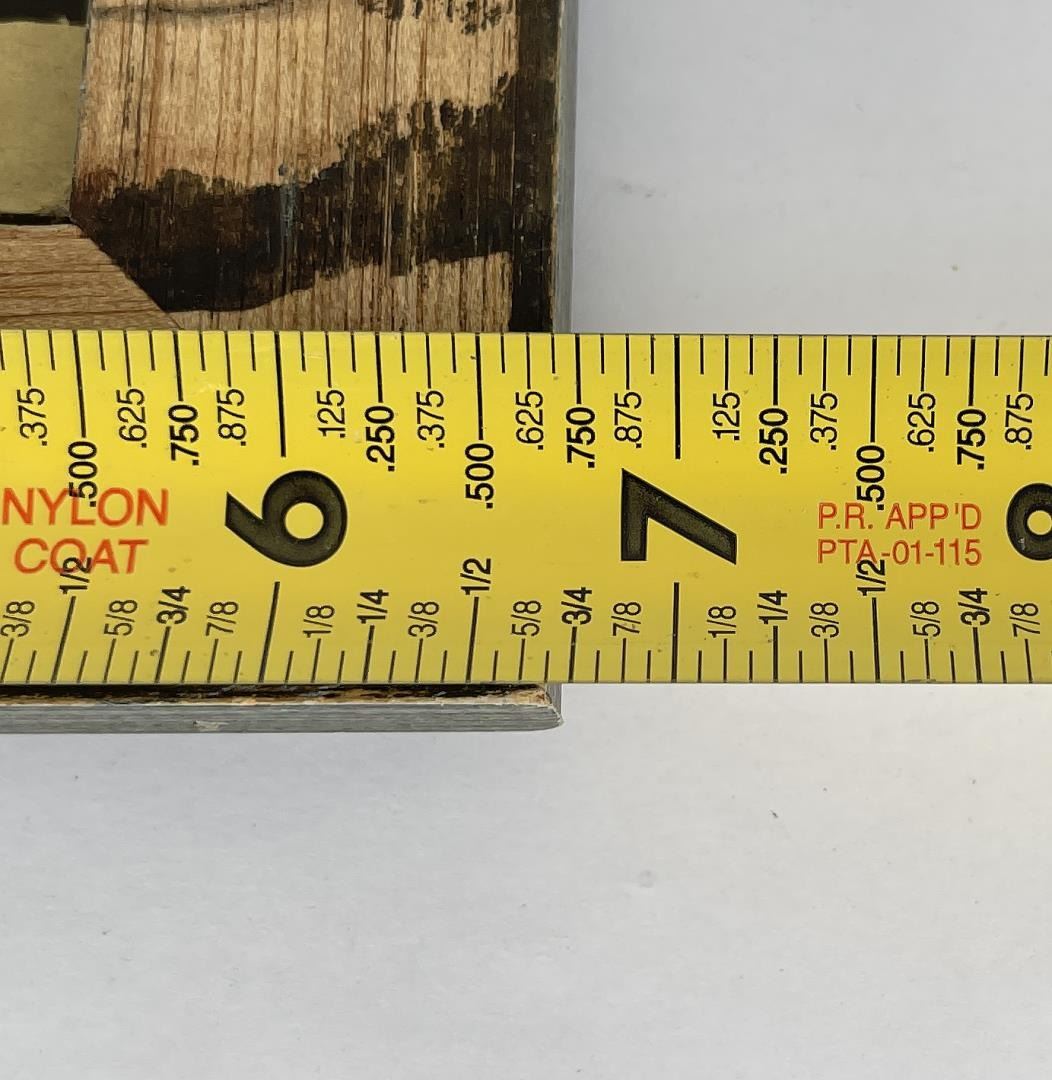 .375 .500 .625 .750 .875 .125 .250 .375 .500 .625 .750 .875 .125 .250 .375 .500 .625 .750 .875
NYLON
COAT
6 7 8
P.R. APP'D
PTA-01-115
3/8 1/2 5/8 3/4 7/8 1/8 1/4 3/8 1/2 5/8 3/4 7/8 1/8 1/4 3/8 1/2 5/8 3/4 7/8